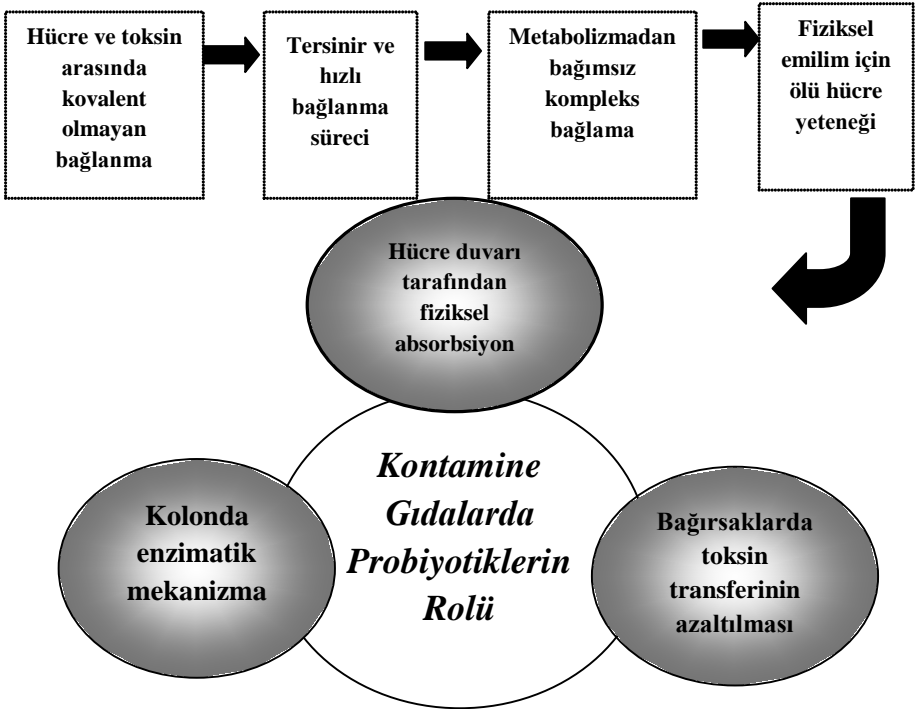 Hücre ve toksin
arasında
kovalent
olmayan
bağlanma
Tersinir ve
hızlı
bağlanma
süreci
Metabolizmadan
bağımsız
kompleks
bağlama
Fiziksel
emilim için
ölü hücre
yeteneği
Hücre duvarı
tarafından
fiziksel
absorbsiyon
Kontamine
Gıdalarda
Probiyotiklerin
Rolü
Kolonda
enzimatik
mekanizma
Bağırsaklarda
toksin
transferinin
azaltılması